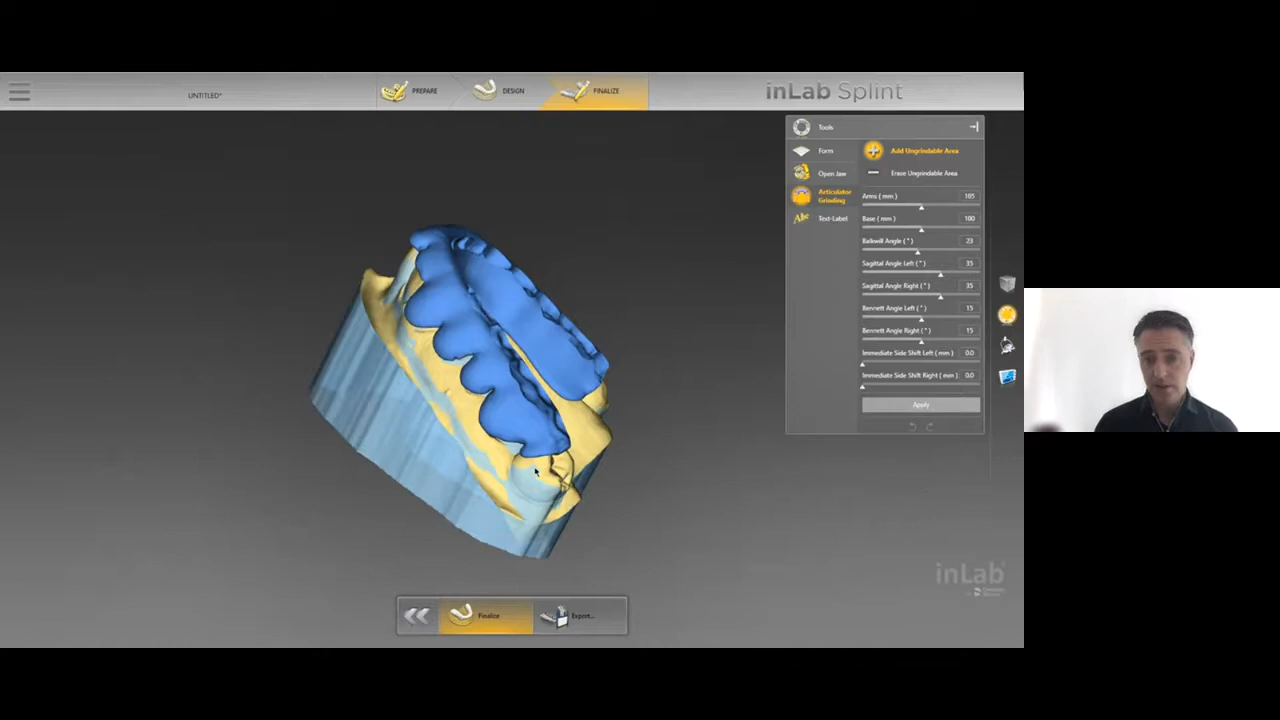 UNTITLED*
PREPARE
DESIGN
FINALIZE
inLab Splint
Tools
Form
Open Jaw
Articulator
Grinding
Text-Label
Add Ungrindable Area
Erase Ungrindable Area
Arms ( mm ) 105
Base ( mm ) 100
Balkwill Angle ( ° ) 23
Sagittal Angle Left ( ° ) 35
Sagittal Angle Right ( ° ) 35
Bennett Angle Left ( ° ) 15
Bennett Angle Right ( ° ) 15
Immediate Side Shift Left ( mm ) 0.0
Immediate Side Shift Right ( mm ) 0.0
Apply
inLab
Finalize
Export...